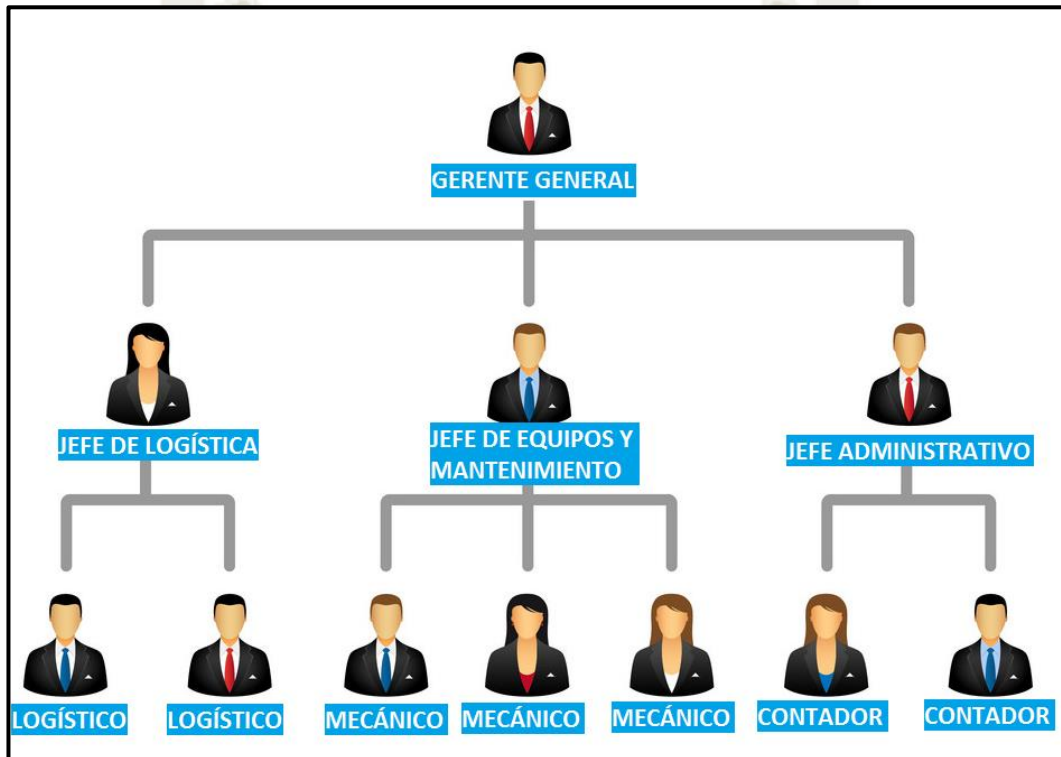 GERENTE GENERAL
JEFE DE LOGÍSTICA
JEFE DE EQUIPOS Y
MANTENIMIENTO
JEFE ADMINISTRATIVO
LOGÍSTICO
LOGÍSTICO
MECÁNICO
MECÁNICO
MECÁNICO
CONTADOR
CONTADOR